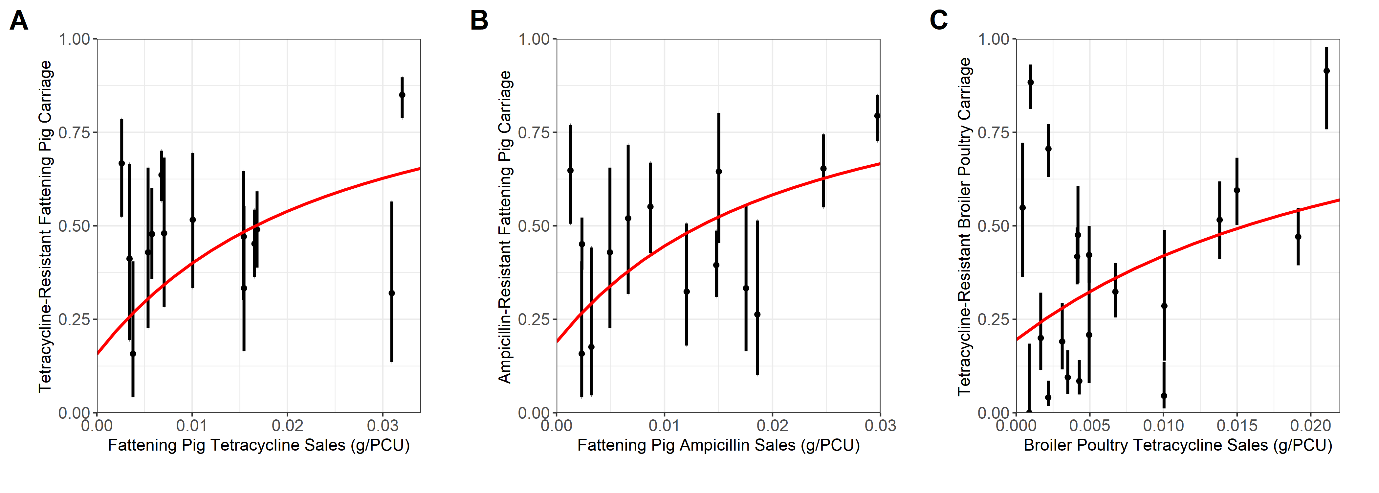 A
Tetracycline-Resistant Fattening Pig Carriage
1.00
0.75
0.50
0.25
0.00
0.00 0.01 0.02 0.03
Fattening Pig Tetracycline Sales (g/PCU)
B
Ampicillin-Resistant Fattening Pig Carriage
1.00
0.75
0.50
0.25
0.00
0.00 0.01 0.02 0.03
Fattening Pig Ampicillin Sales (g/PCU)
C
Tetracycline-Resistant Broiler Poultry Carriage
1.00
0.75
0.50
0.25
0.00
0.000 0.005 0.010 0.015 0.020
Broiler Poultry Tetracycline Sales (g/PCU)